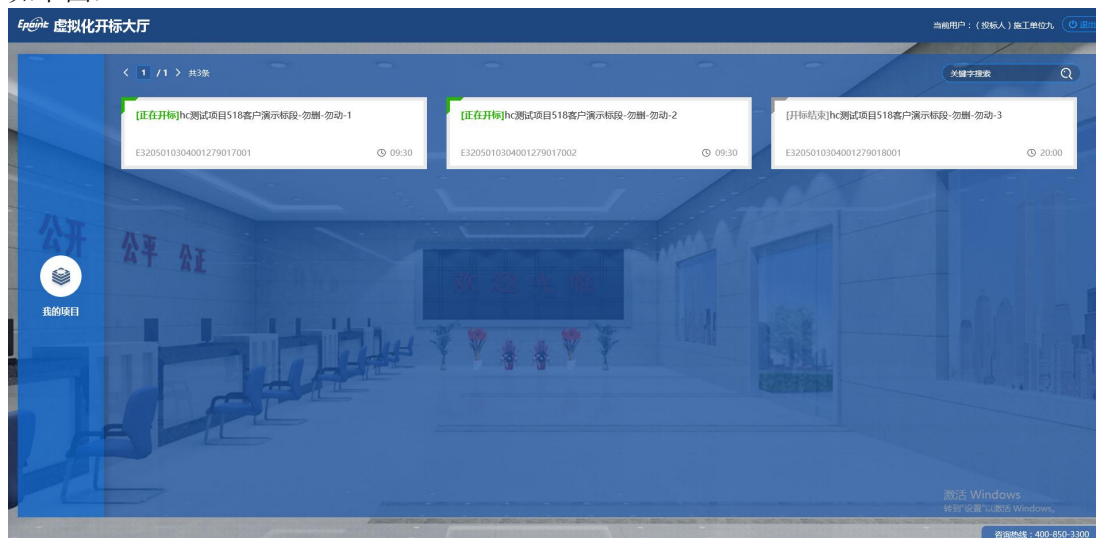 Epoint 虚拟化开标大厅
当前用户：（投标人）施工单位九 退出
1 / 1 共3条
关键字搜索
[正在开标]hc测试项目518客户演示标段-勿删-勿动-1
E3205010304001279017001 09:30
[正在开标]hc测试项目518客户演示标段-勿删-勿动-2
E3205010304001279017002 09:30
[开标结束]hc测试项目518客户演示标段-勿删-勿动-3
E3205010304001279018001 20:00
公开 公平 公正
欢迎光临
我的项目
激活 Windows
转到"设置"以激活 Windows。
咨询热线：400-850-3300